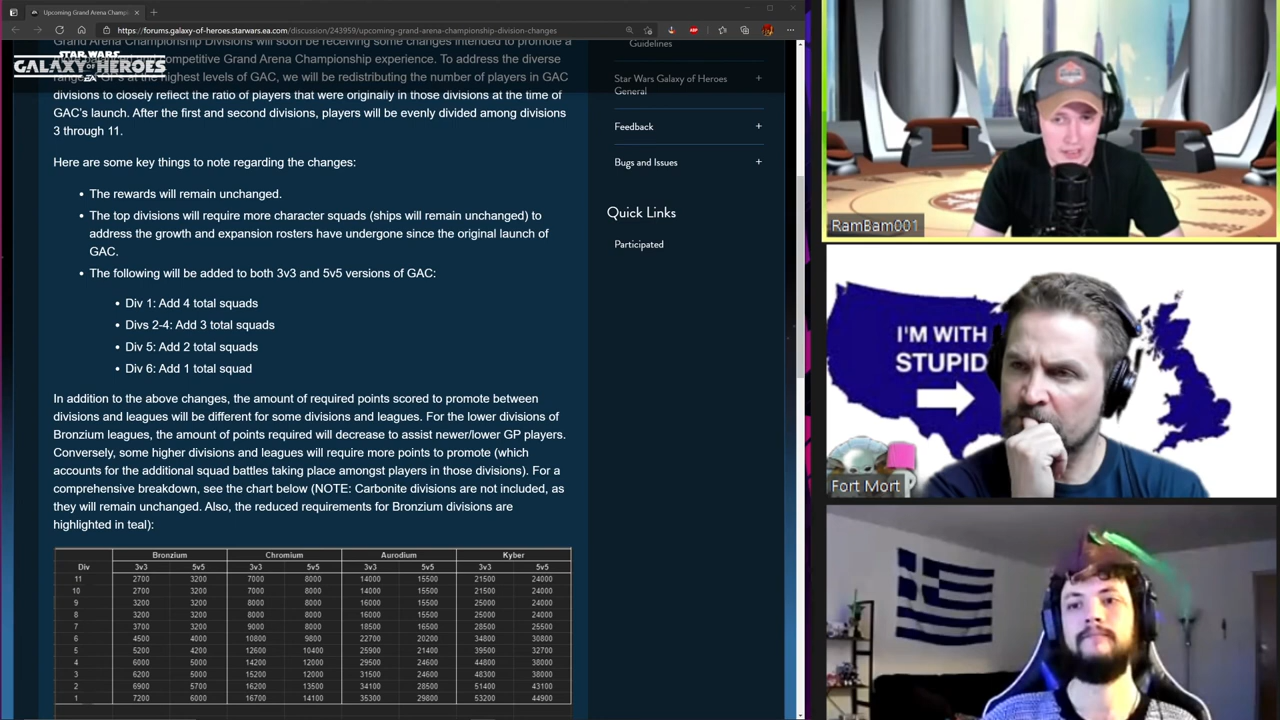 Upcoming Grand Arena Champi
https://forums.galaxy-of-heroes.starwars.ea.com/discussion/243959/upcoming-grand-arena-championship-division-changes
STAR WARS
GALAXY OF HEROES
EA
Grand Arena Championship Divisions will soon be receiving some changes intended to promote a
competitive Grand Arena Championship experience. To address the diverse
GPs at the highest levels of GAC, we will be redistributing the number of players in GAC
divisions to closely reflect the ratio of players that were originally in those divisions at the time of
GAC's launch. After the first and second divisions, players will be evenly divided among divisions
3 through 11.
Here are some key things to note regarding the changes:
• The rewards will remain unchanged.
• The top divisions will require more character squads (ships will remain unchanged) to
address the growth and expansion rosters have undergone since the original launch of
GAC.
• The following will be added to both 3v3 and 5v5 versions of GAC:
• Div 1: Add 4 total squads
• Divs 2-4: Add 3 total squads
• Div 5: Add 2 total squads
• Div 6: Add 1 total squad
In addition to the above changes, the amount of required points scored to promote between
divisions and leagues will be different for some divisions and leagues. For the lower divisions of
Bronzium leagues, the amount of points required will decrease to assist newer/lower GP players.
Conversely, some higher divisions and leagues will require more points to promote (which
accounts for the additional squad battles taking place amongst players in those divisions). For a
comprehensive breakdown, see the chart below (NOTE: Carbonite divisions are not included, as
they will remain unchanged. Also, the reduced requirements for Bronzium divisions are
highlighted in teal):
Bronzium Chromium Aurodium Kyber
Div 3v3 5v5 3v3 5v5 3v3 5v5 3v3 5v5
11 2700 3200 7000 8000 14000 15500 21500 24000
10 2700 3200 7000 8000 14000 15500 21500 24000
9 3200 3200 8000 8000 16000 15500 25000 24000
8 3200 3200 8000 8000 16000 15500 25000 24000
7 3700 3200 9000 8000 18500 16500 28500 25500
6 4500 4000 10800 9800 22700 20200 34800 30800
5 5200 4200 12600 10400 25900 21400 39500 32700
4 6000 5000 14200 12000 29500 24600 44800 38000
3 6200 5000 15200 12000 31500 24600 48300 38000
2 6900 5700 16200 13500 34100 28500 51400 43100
1 7200 6000 16700 14100 35300 29800 53200 44900
Guidelines
Star Wars Galaxy of Heroes +
General
Feedback +
Bugs and Issues +
Quick Links
Participated
RamBam001
I'M WITH
STUPID
Fort Mort